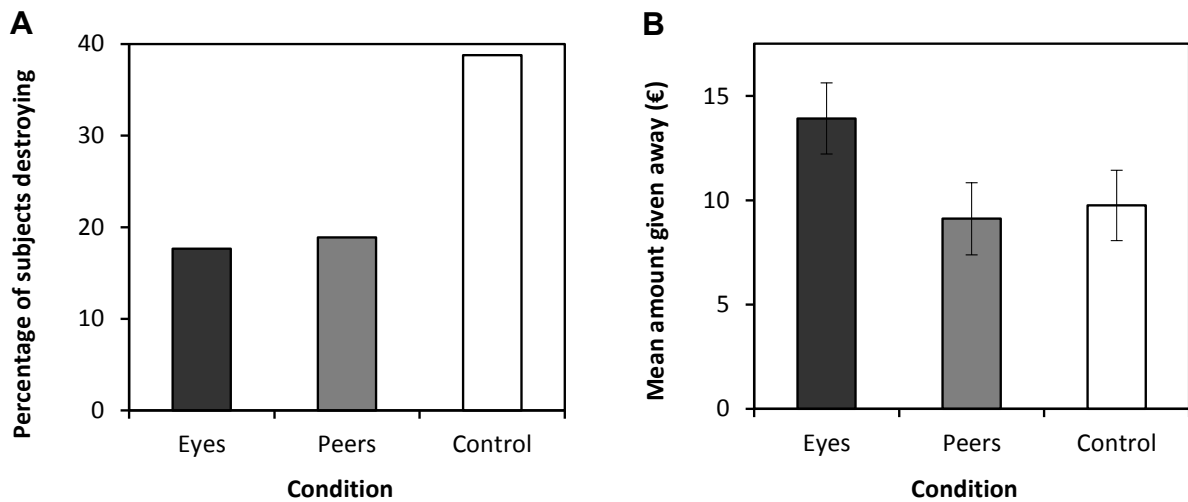 A
Percentage of subjects destroying
40
30
20
10
0
Eyes Peers Control
Condition
B
Mean amount given away (€)
15
10
5
0
Eyes Peers Control
Condition